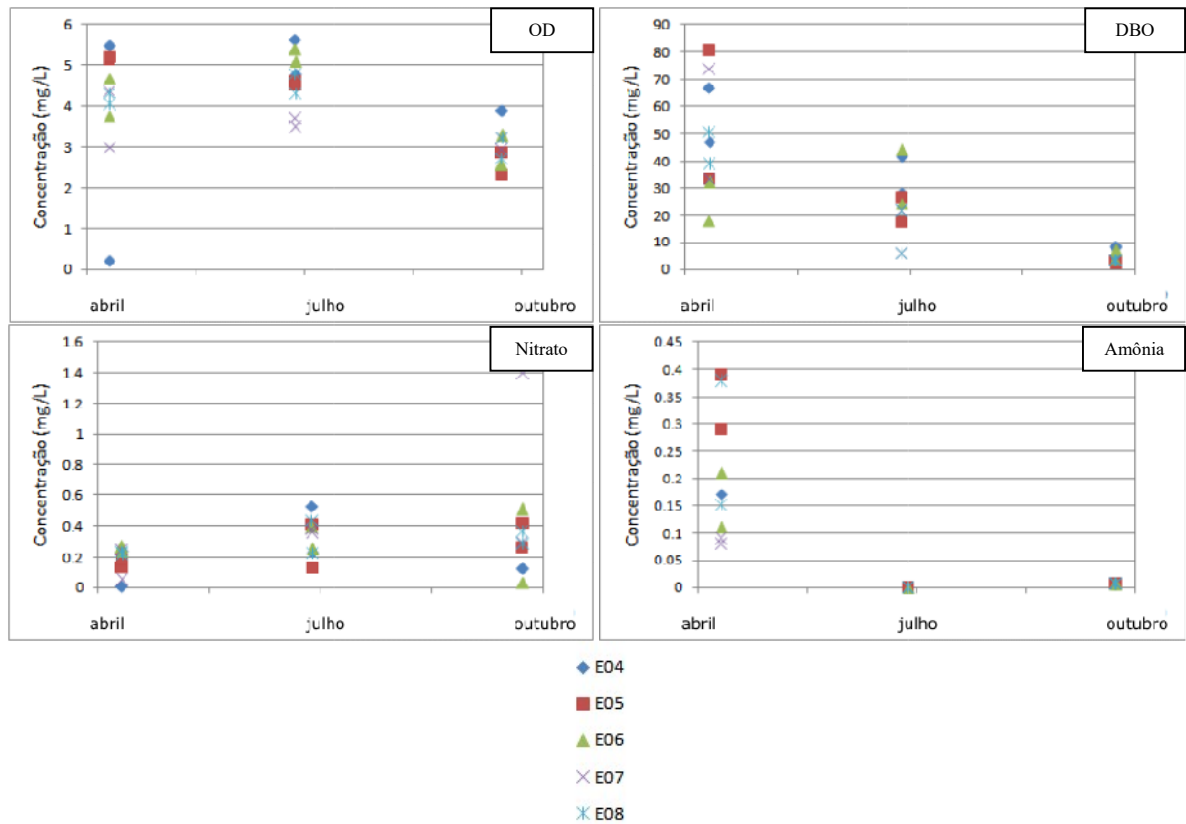 OD
Concentração (mg/L)
6
5
4
3
2
1
0
abril julho outubro
DBO
Concentração (mg/L)
90
80
70
60
50
40
30
20
10
0
abril julho outubro
Nitrato
Concentração (mg/L)
1.6
1.4
1.2
1
0.8
0.6
0.4
0.2
0
abril julho outubro
Amônia
Concentração (mg/L)
0.45
0.4
0.35
0.3
0.25
0.2
0.15
0.1
0.05
0
abril julho outubro
E04
E05
E06
E07
E08